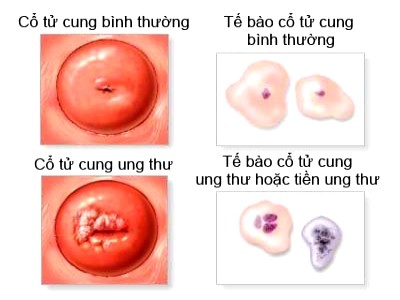 Cổ tử cung bình thường
Tế bào cổ tử cung
bình thường
Cổ tử cung ung thư
Tế bào cổ tử cung
ung thư hoặc tiền ung thư